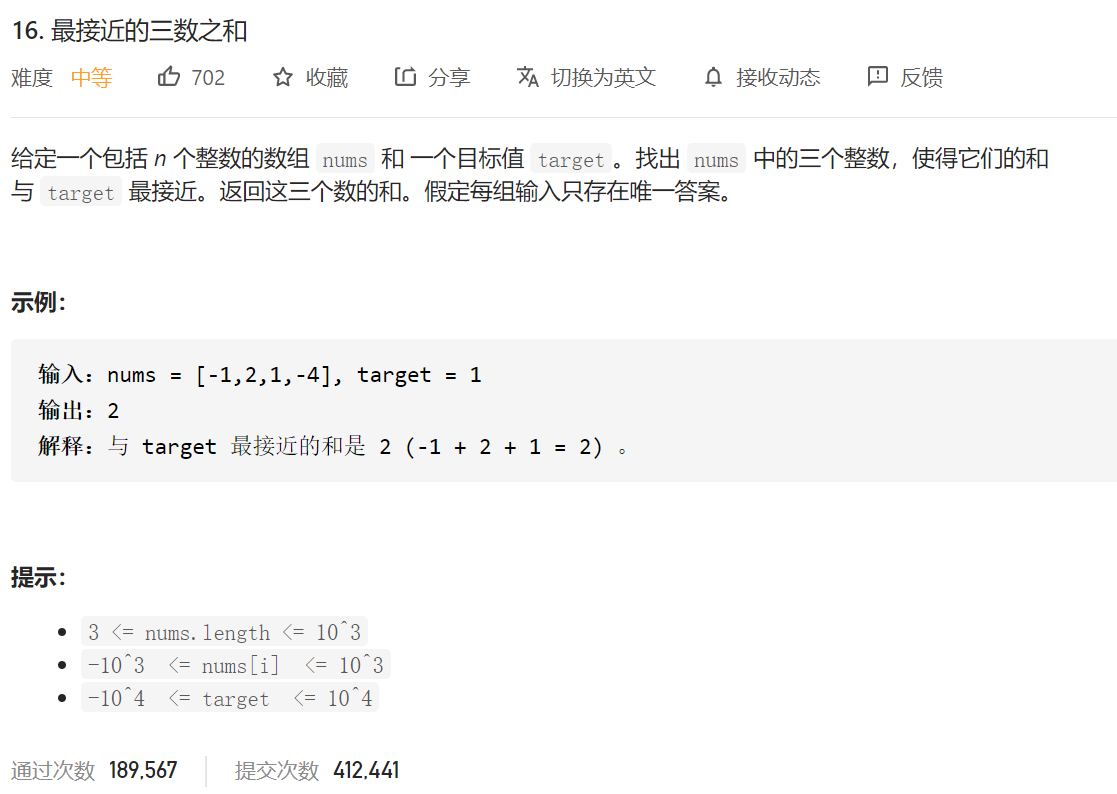 16. 最接近的三数之和
难度 中等 702 收藏 分享 切换为英文 接收动态 反馈
给定一个包括 n 个整数的数组 nums 和 一个目标值 target 。找出 nums 中的三个整数，使得它们的和
与 target 最接近。返回这三个数的和。假定每组输入只存在唯一答案。
示例：
输入：nums = [-1,2,1,-4], target = 1
输出：2
解释：与 target 最接近的和是 2 (-1 + 2 + 1 = 2) 。
提示：
3 <= nums.length <= 10^3
-10^3 <= nums[i] <= 10^3
-10^4 <= target <= 10^4
通过次数 189,567 提交次数 412,441